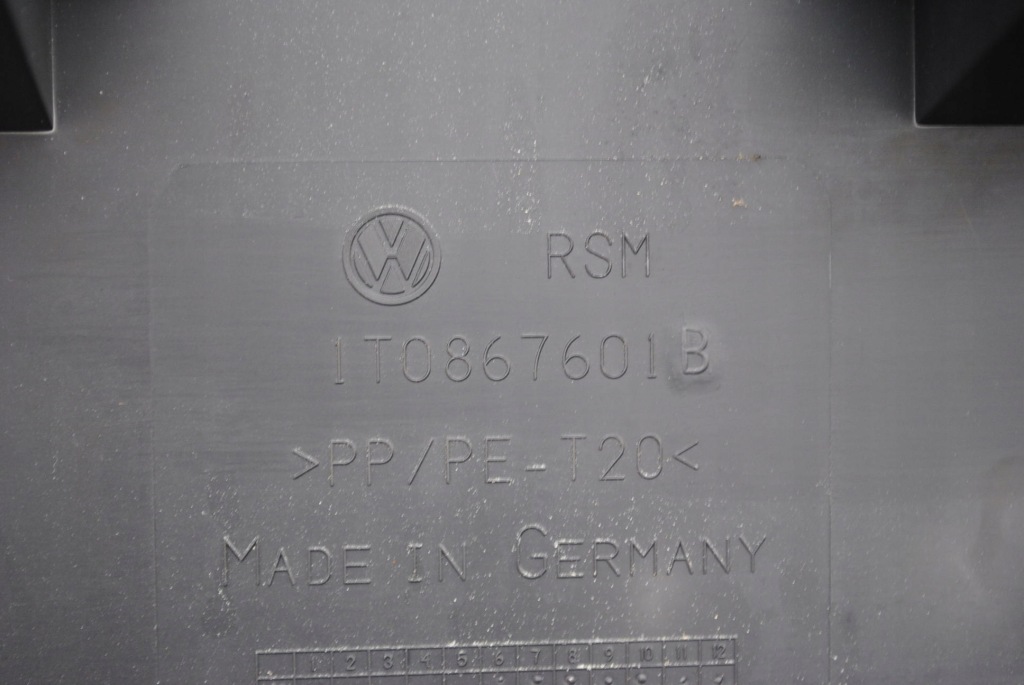 RSM
1T0867601B
>PP/PE-T20<
MADE IN GERMANY
1 2 3 4 5 6 7 8 9 10 11 12